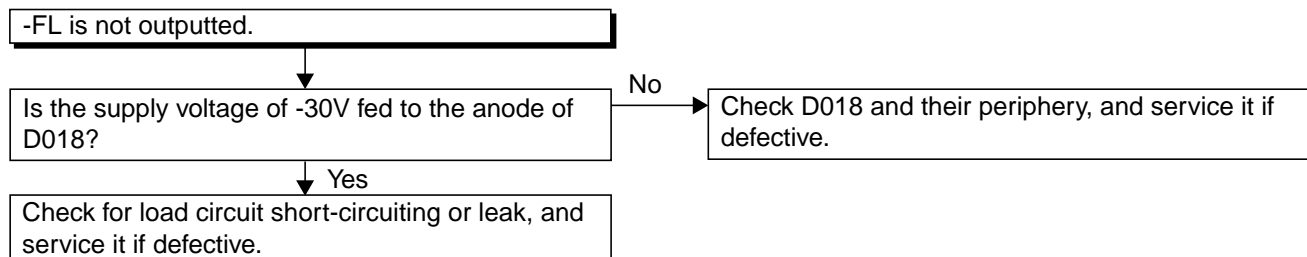 -FL is not outputted.
Is the supply voltage of -30V fed to the anode of
D018?
No
Check D018 and their periphery, and service it if
defective.
Yes
Check for load circuit short-circuiting or leak, and
service it if defective.